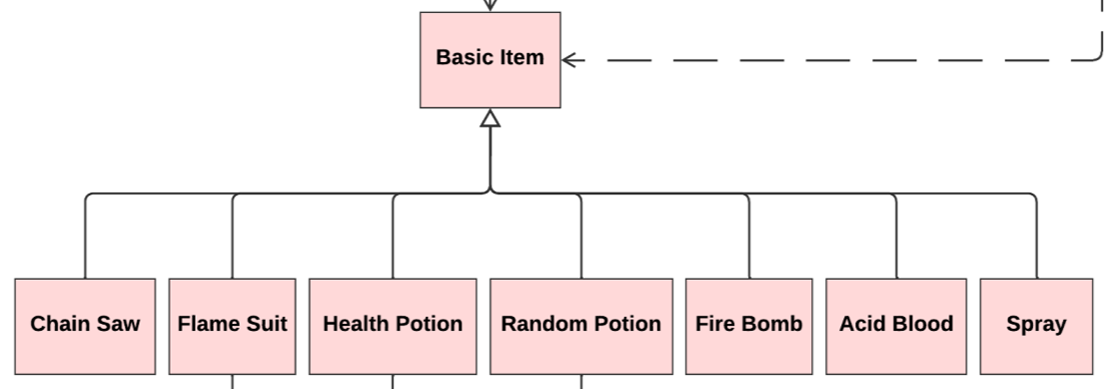 Basic Item
Chain Saw
Flame Suit
Health Potion
Random Potion
Fire Bomb
Acid Blood
Spray